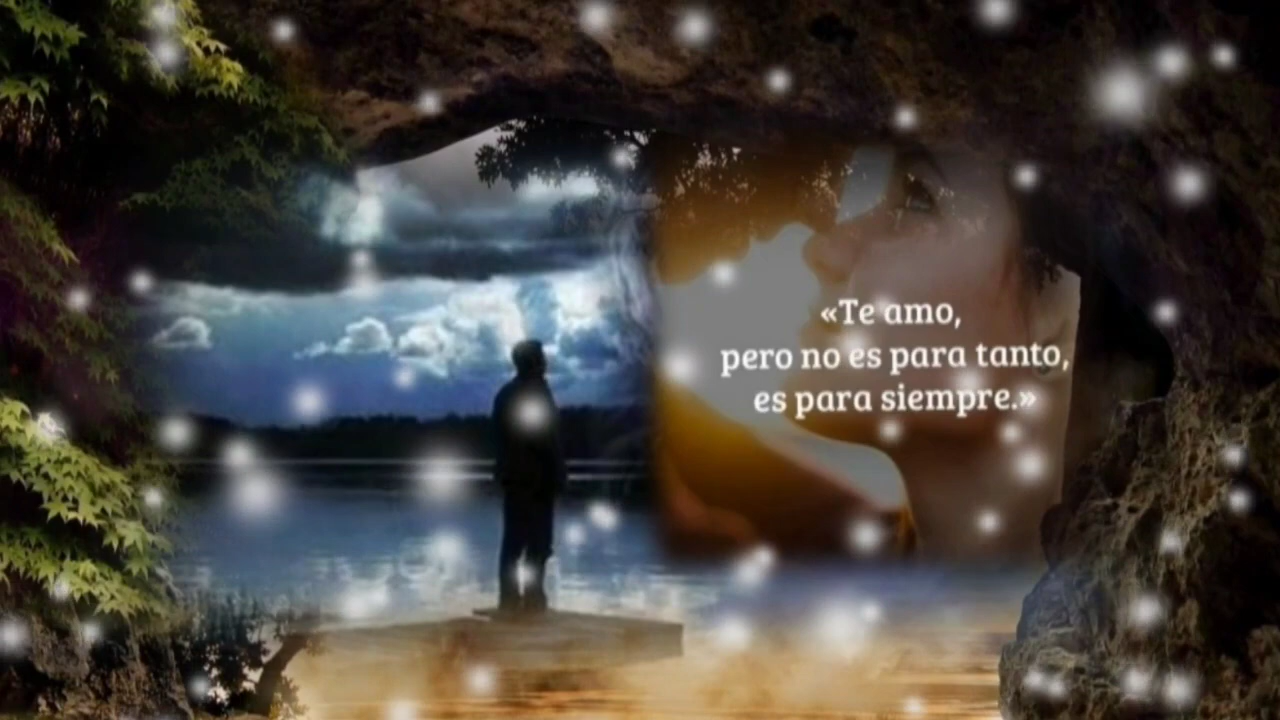 «Te amo,
pero no es para tanto,
es para siempre.»